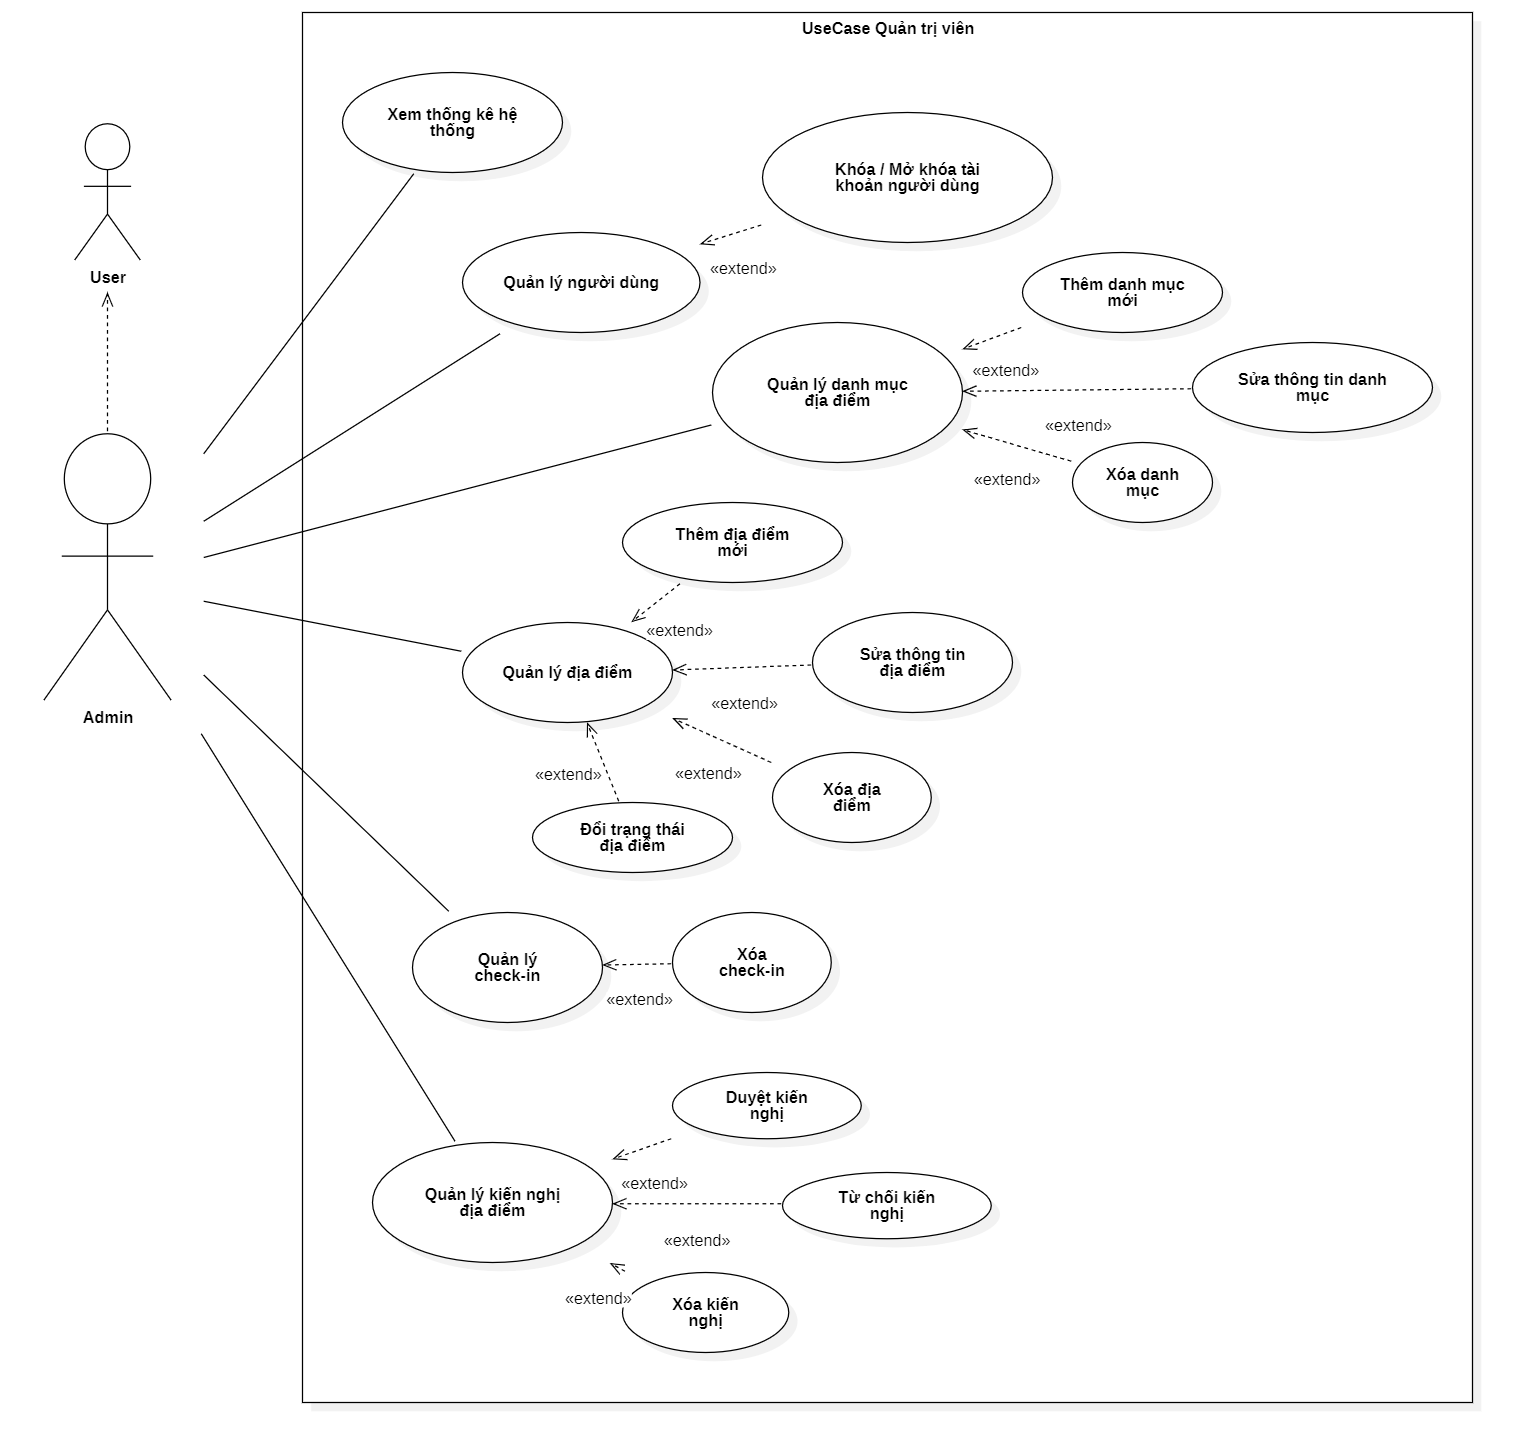 UseCase Quản trị viên
Xem thống kê hệ
thống
Khóa / Mở khóa tài
khoản người dùng
User
Quản lý người dùng
«extend»
Thêm danh mục
mới
Quản lý danh mục
địa điểm
«extend»
Sửa thông tin danh
mục
«extend»
Xóa danh
mục
«extend»
Thêm địa điểm
mới
«extend»
Quản lý địa điểm
Sửa thông tin
địa điểm
«extend»
Admin
«extend»
«extend»
Xóa địa
điểm
Đổi trạng thái
địa điểm
Quản lý
check-in
Xóa
check-in
«extend»
Duyệt kiến
nghị
«extend»
Quản lý kiến nghị
địa điểm
Từ chối kiến
nghị
«extend»
«extend»
Xóa kiến
nghị